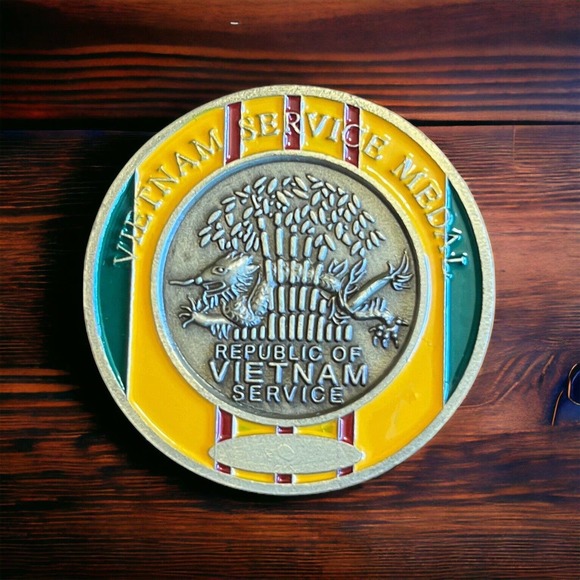 VIETNAM SERVICE MEDAL
REPUBLIC OF
VIETNAM
SERVICE